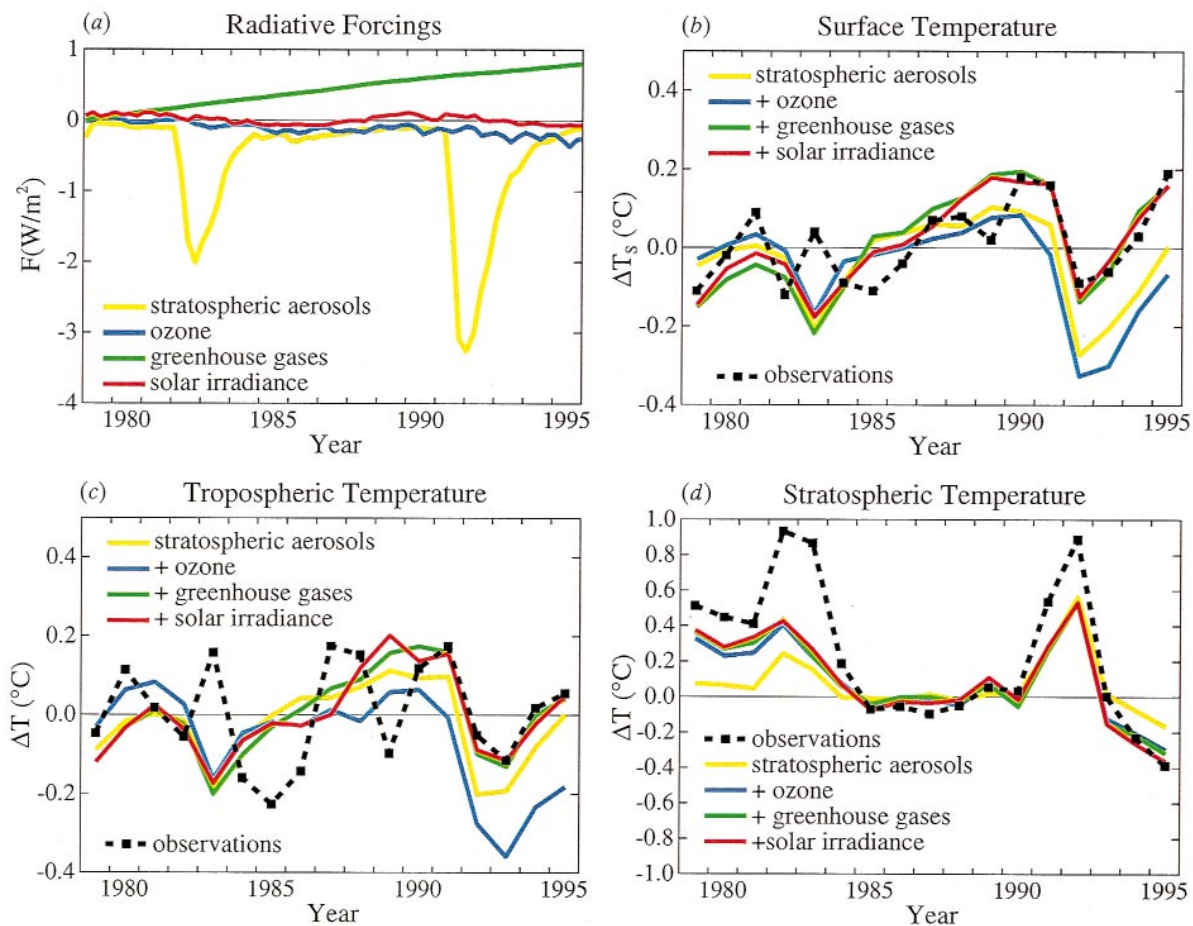 (a) Radiative Forcings
1
0
-1
-2
-3
-4
F(W/m²)
stratospheric aerosols
ozone
greenhouse gases
solar irradiance
1980 1985 1990 1995
Year
(b) Surface Temperature
0.4
0.2
0.0
-0.2
-0.4
ΔTs (°C)
stratospheric aerosols
+ ozone
+ greenhouse gases
+ solar irradiance
observations
1980 1985 1990 1995
Year
(c) Tropospheric Temperature
0.4
0.2
0.0
-0.2
-0.4
ΔT (°C)
stratospheric aerosols
+ ozone
+ greenhouse gases
+ solar irradiance
observations
1980 1985 1990 1995
Year
(d) Stratospheric Temperature
1.0
0.8
0.6
0.4
0.2
0.0
-0.2
-0.4
-0.6
-0.8
-1.0
ΔT (°C)
observations
stratospheric aerosols
+ ozone
+ greenhouse gases
+solar irradiance
1980 1985 1990 1995
Year